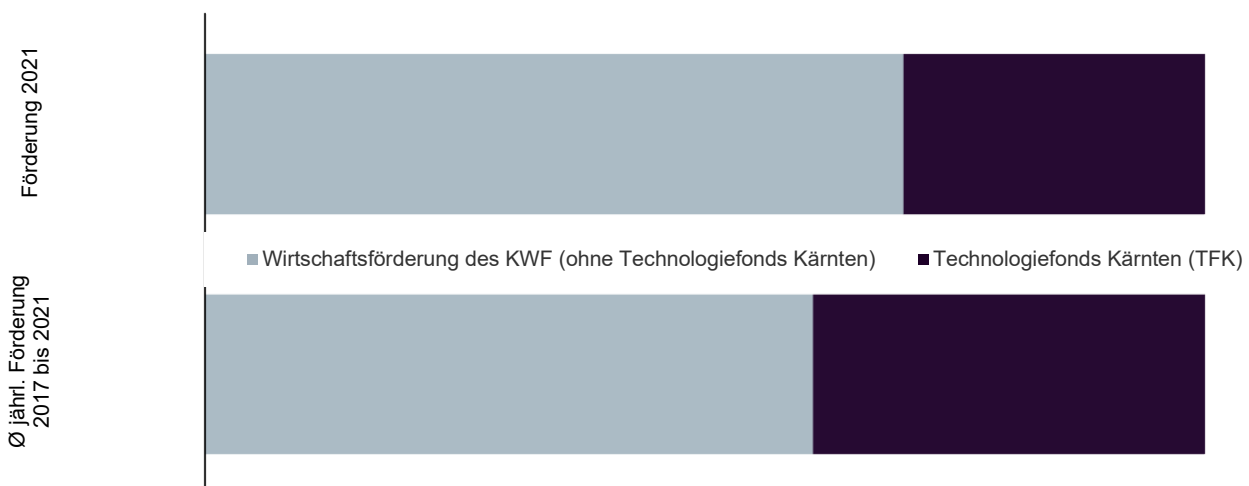 Förderung 2021
Wirtschaftsförderung des KWF (ohne Technologiefonds Kärnten)
Technologiefonds Kärnten (TFK)
Ø jährl. Förderung
2017 bis 2021